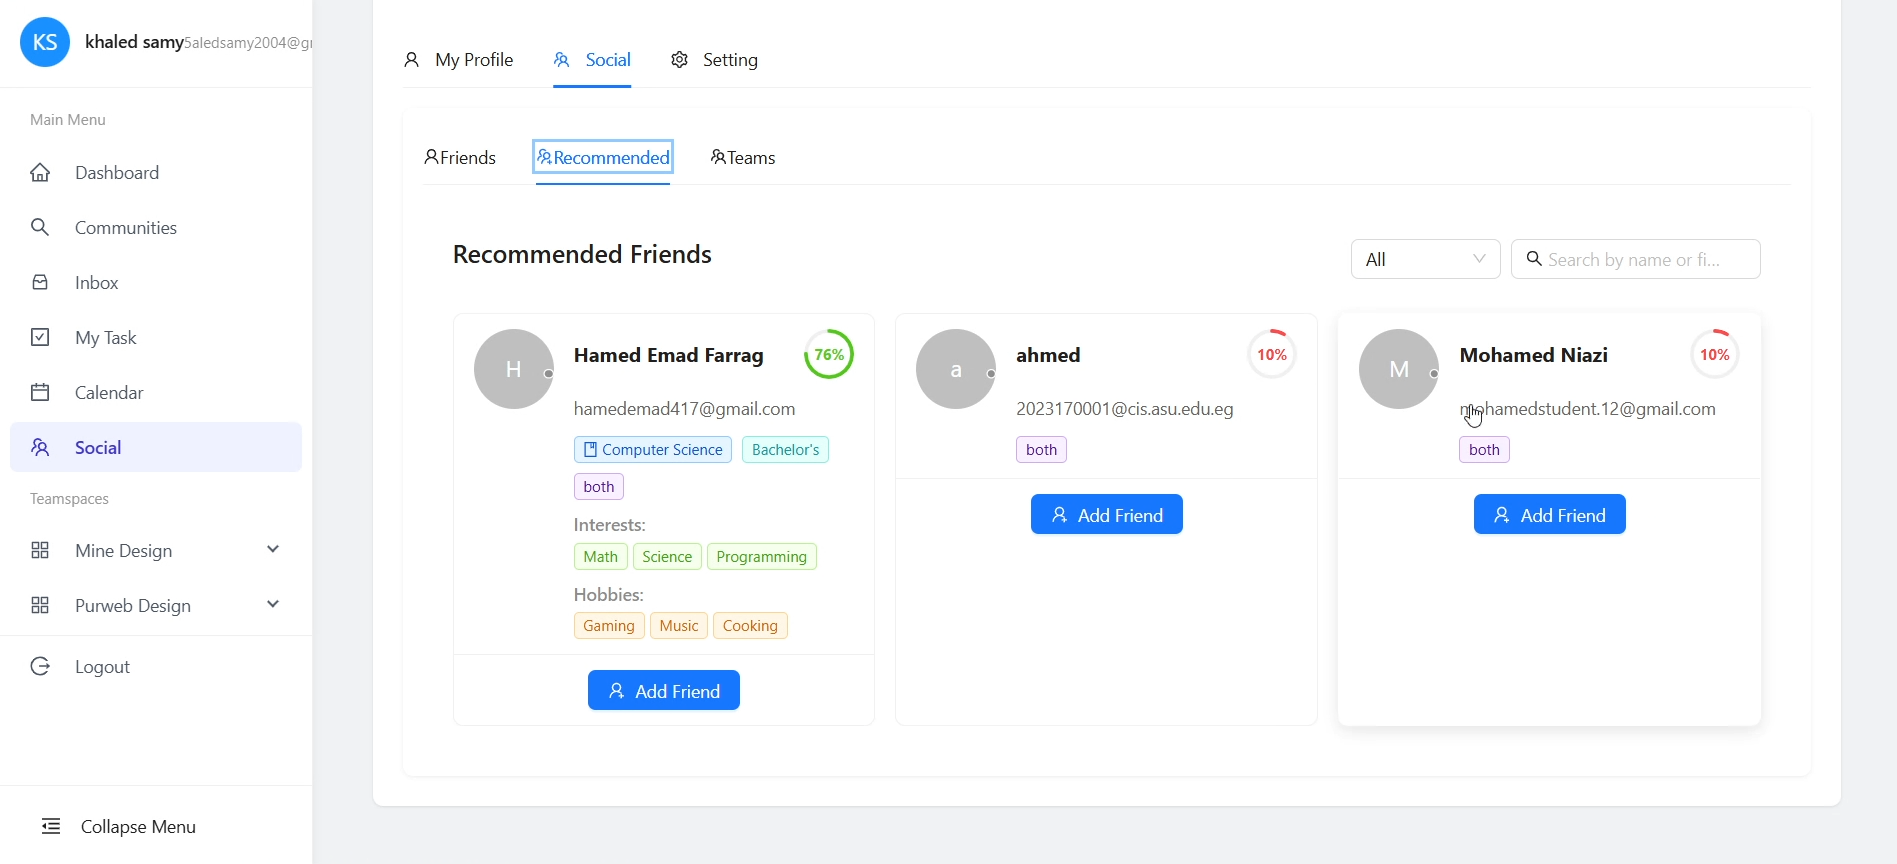 KS
khaled samy5aledsamy2004@g
Main Menu
Dashboard
Communities
Inbox
My Task
Calendar
Social
Teamspaces
Mine Design
Purweb Design
Logout
Collapse Menu
My Profile
Social
Setting
Friends
Recommended
Teams
Recommended Friends
All
Search by name or fi...
H
Hamed Emad Farrag
76%
hamedemad417@gmail.com
Computer Science
Bachelor's
both
Interests:
Math
Science
Programming
Hobbies:
Gaming
Music
Cooking
Add Friend
a
ahmed
10%
2023170001@cis.asu.edu.eg
both
Add Friend
M
Mohamed Niazi
10%
mohamedstudent.12@gmail.com
both
Add Friend